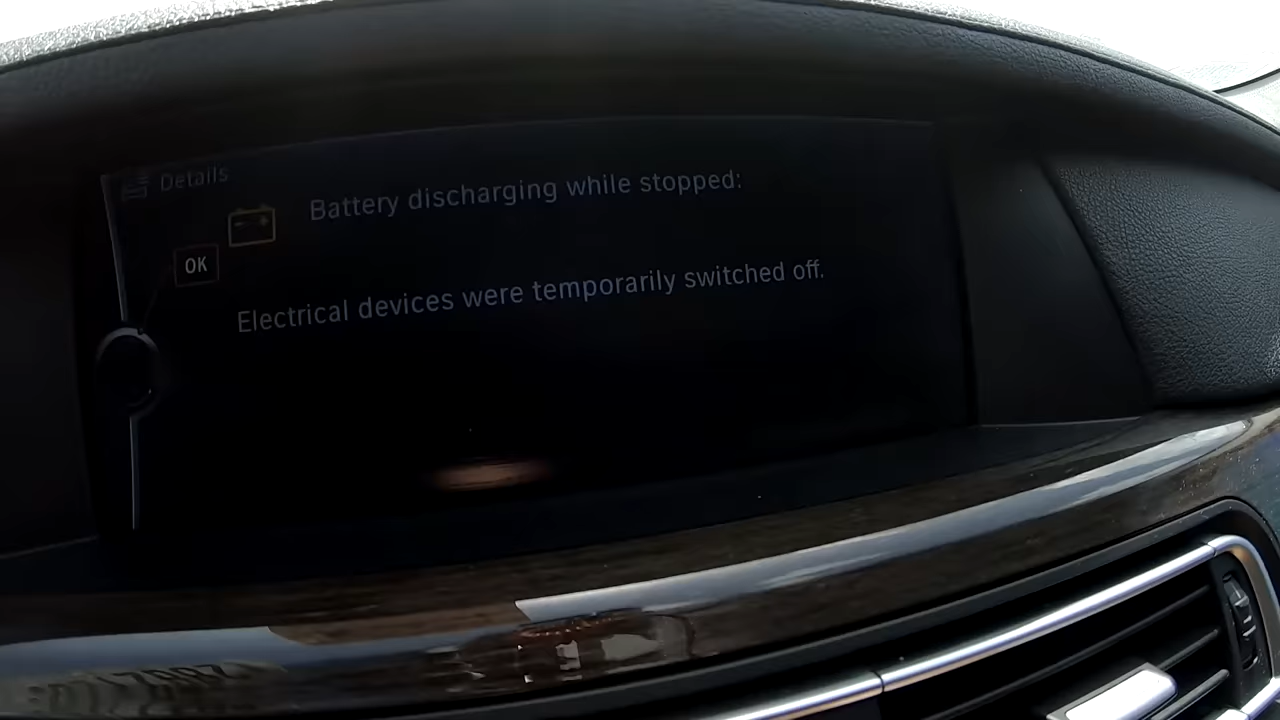 Details
Battery discharging while stopped:
OK
Electrical devices were temporarily switched off.